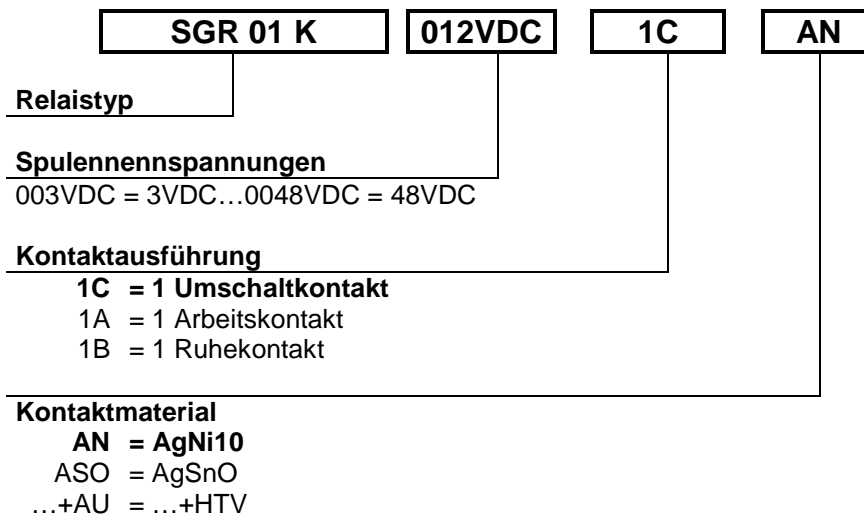 SGR 01 K 012VDC 1C AN
Relaistyp
Spulennennspannungen
003VDC = 3VDC…0048VDC = 48VDC
Kontaktausführung
1C = 1 Umschaltkontakt
1A = 1 Arbeitskontakt
1B = 1 Ruhekontakt
Kontaktmaterial
AN = AgNi10
ASO = AgSnO
…+AU = …+HTV